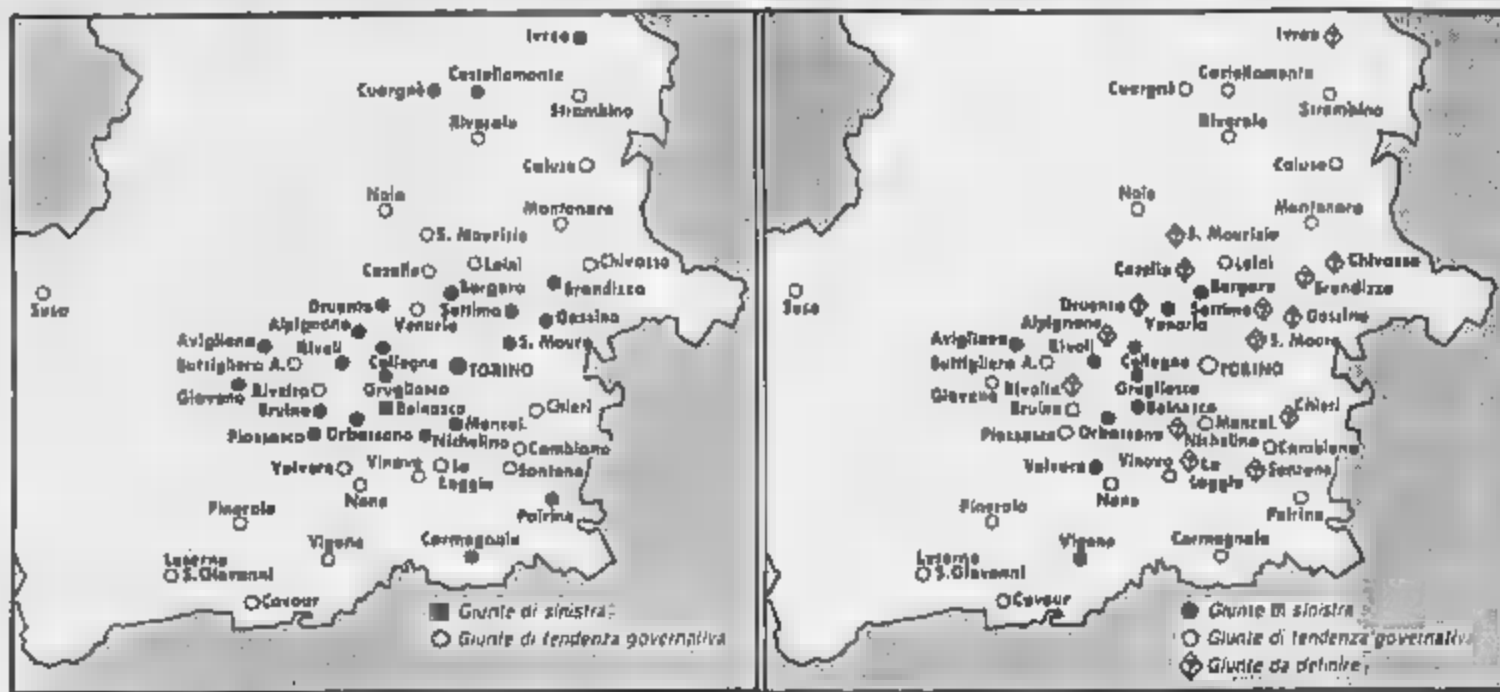 Ivrea
Castellamonte
Cuorgnè
Strambino
Rivarolo
Caluso
Nole
Montanaro
S. Maurizio
Caselle
Leini
Chivasso
Borgaro
Brandizzo
Susa
Druento
Settimo
Venaria
Gassino
Alpignano
Avigliana
Rivoli
S. Mauro
Buttigliera A.
Collegno
TORINO
Giaveno
Rivalta
Grugliasco
Bruino
Beinasco
Chieri
Moncal.
Piossasco
Orbassano
Nichelino
Cambiano
Volvera
Vinovo
La
Loggia
Santena
None
Poirino
Pinerolo
Vigone
Carmagnola
Luserna
S. Giovanni
Cavour
Giunte di sinistra
Giunte di tendenza governativa
Ivrea
Castellamonte
Cuorgnè
Strambino
Rivarolo
Caluso
Nole
Montanaro
S. Maurizio
Caselle
Leini
Chivasso
Borgaro
Brandizzo
Susa
Druento
Settimo
Gassino
Venaria
Alpignano
Avigliana
Rivoli
S. Mauro
Buttigliera A.
Collegno
TORINO
Giaveno
Rivalta
Grugliasco
Bruino
Beinasco
Chieri
Moncal.
Piossasco
Orbassano
Nichelino
Cambiano
Volvera
Vinovo
La
Loggia
Santena
None
Poirino
Pinerolo
Vigone
Carmagnola
Luserna
S. Giovanni
Cavour
Giunte di sinistra
Giunte di tendenza governativa
Giunte da definire